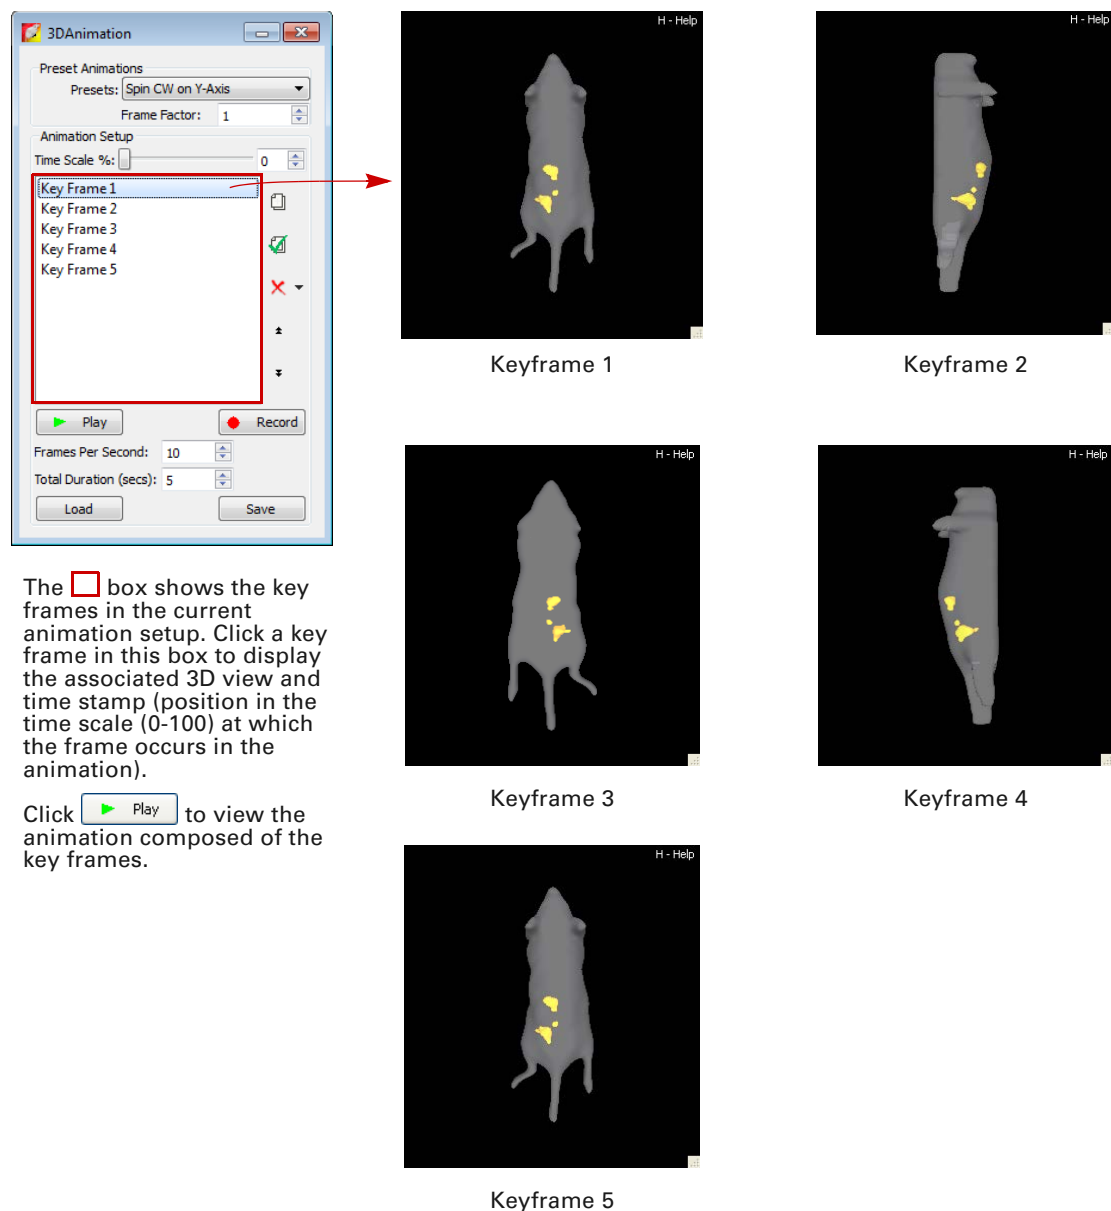 3DAnimation
Preset Animations
Presets: Spin CW on Y-Axis
Frame Factor: 1
Animation Setup
Time Scale %: 0
Key Frame 1
Key Frame 2
Key Frame 3
Key Frame 4
Key Frame 5
Play
Record
Frames Per Second: 10
Total Duration (secs): 5
Load
Save
The box shows the key
frames in the current
animation setup. Click a key
frame in this box to display
the associated 3D view and
time stamp (position in the
time scale (0-100) at which
the frame occurs in the
animation).
Click Play to view the
animation composed of the
key frames.
H - Help
Keyframe 1
H - Help
Keyframe 2
H - Help
Keyframe 3
H - Help
Keyframe 4
H - Help
Keyframe 5